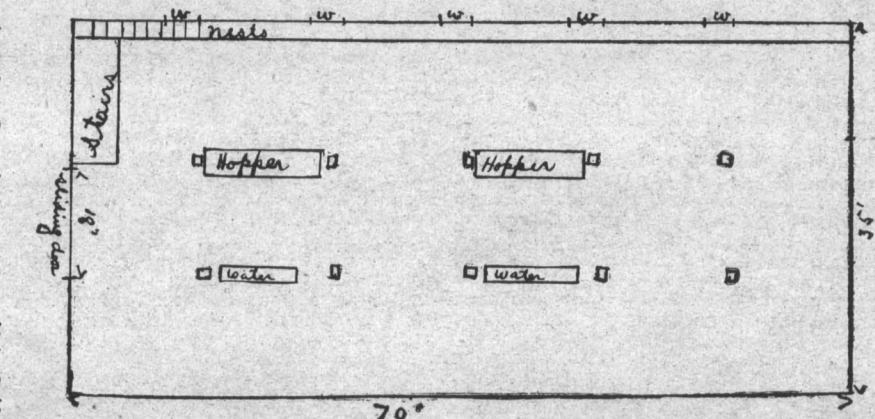 W W W W W
nests
Stairs
Hopper Hopper
sliding door
18"
35'
water water
70'